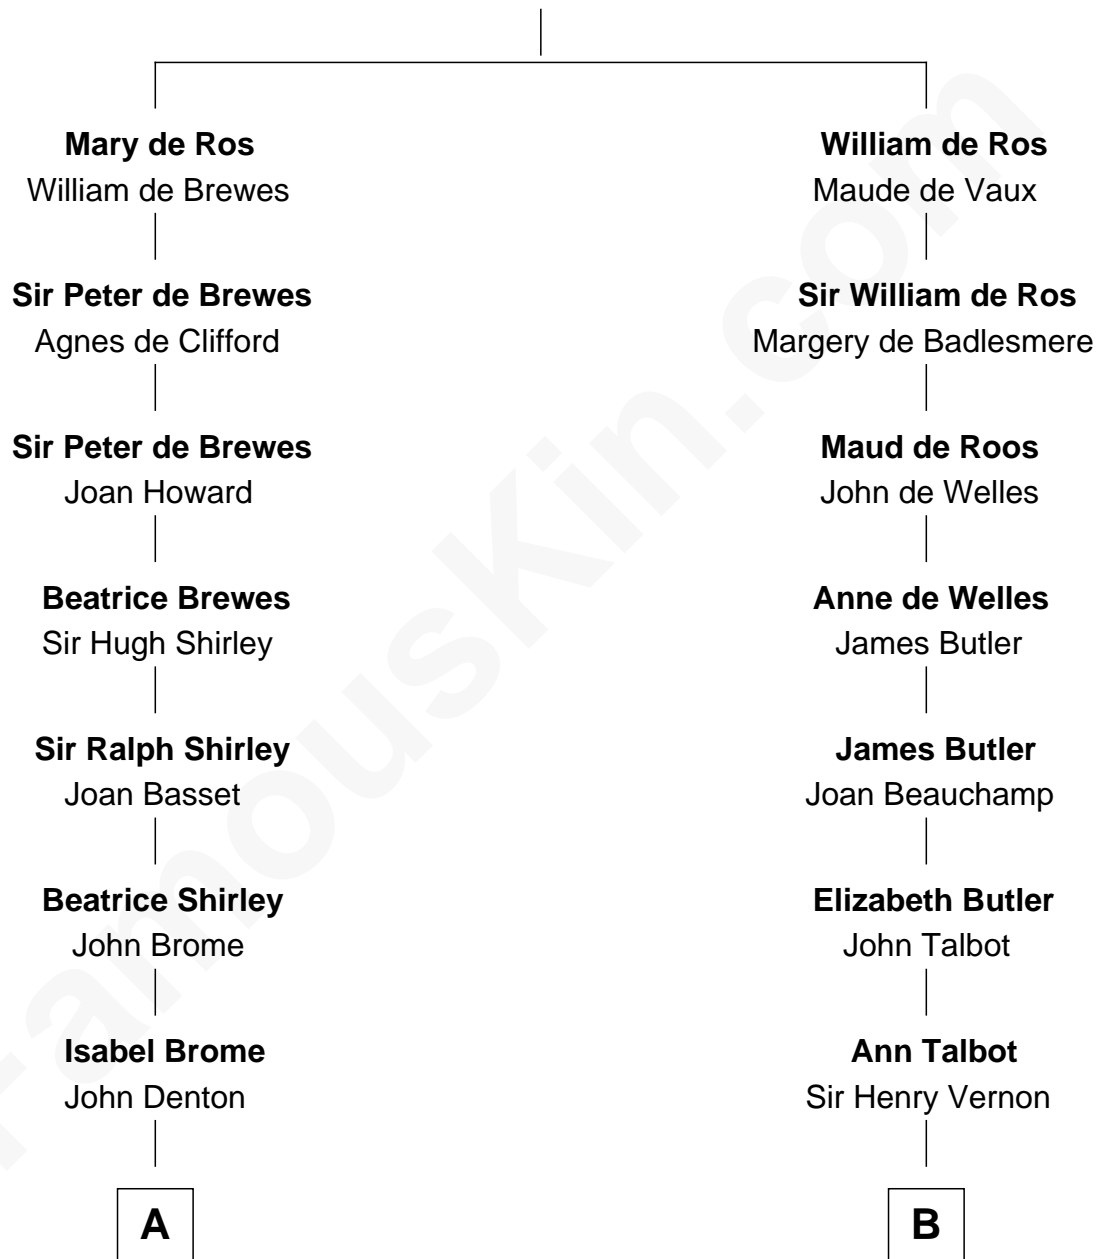 Mary de Ros
William de Brewes
Sir Peter de Brewes
Agnes de Clifford
Sir Peter de Brewes
Joan Howard
Beatrice Brewes
Sir Hugh Shirley
Sir Ralph Shirley
Joan Basset
Beatrice Shirley
John Brome
Isabel Brome
John Denton
A
William de Ros
Maude de Vaux
Sir William de Ros
Margery de Badlesmere
Maud de Roos
John de Welles
Anne de Welles
James Butler
James Butler
Joan Beauchamp
Elizabeth Butler
John Talbot
Ann Talbot
Sir Henry Vernon
B
FamousKin.com